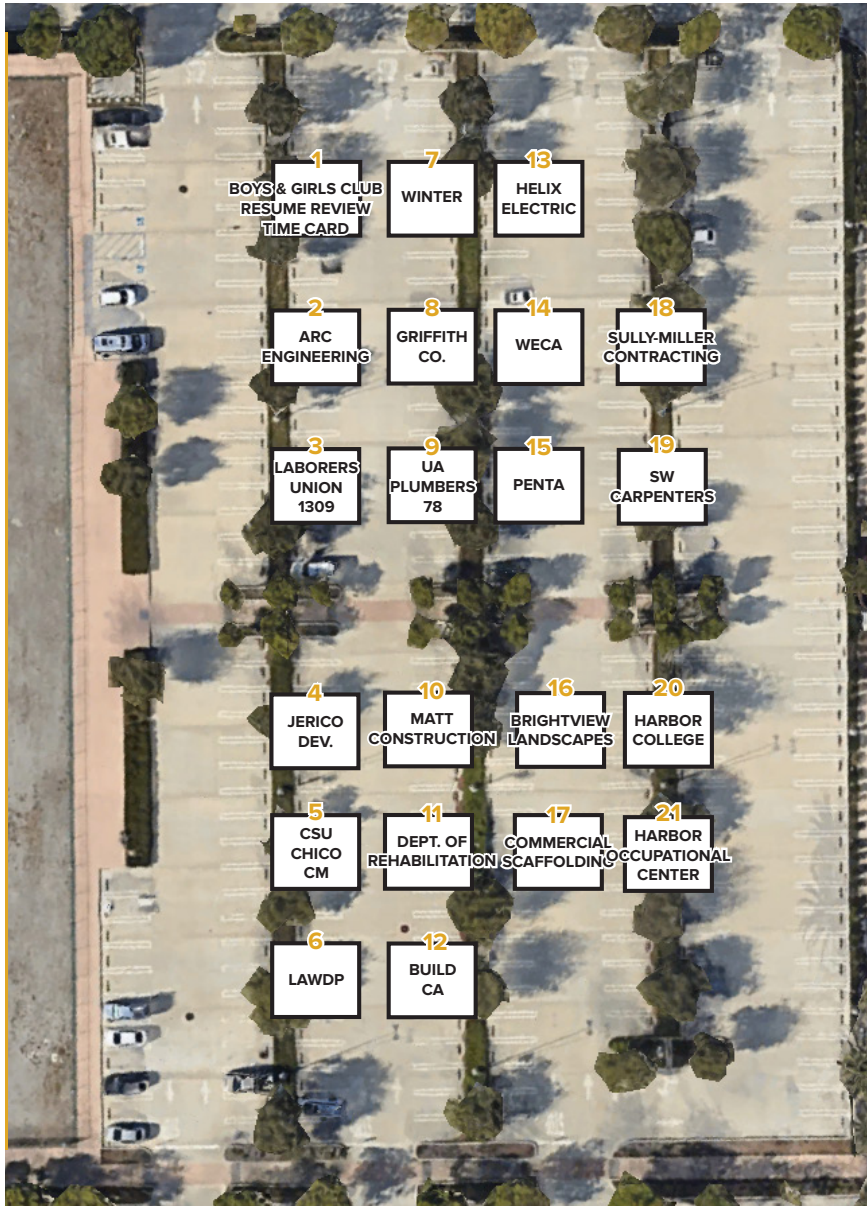 1
BOYS & GIRLS CLUB
RESUME REVIEW
TIME CARD
7
WINTER
13
HELIX
ELECTRIC
2
ARC
ENGINEERING
8
GRIFFITH
CO.
14
WECA
18
SULLY-MILLER
CONTRACTING
3
LABORERS
UNION
1309
9
UA
PLUMBERS
78
15
PENTA
19
SW
CARPENTERS
4
JERICO
DEV.
10
MATT
CONSTRUCTION
16
BRIGHTVIEW
LANDSCAPES
20
HARBOR
COLLEGE
5
CSU
CHICO
CM
11
DEPT. OF
REHABILITATION
17
COMMERCIAL
SCAFFOLDING
21
HARBOR
OCCUPATIONAL
CENTER
6
LAWDP
12
BUILD
CA